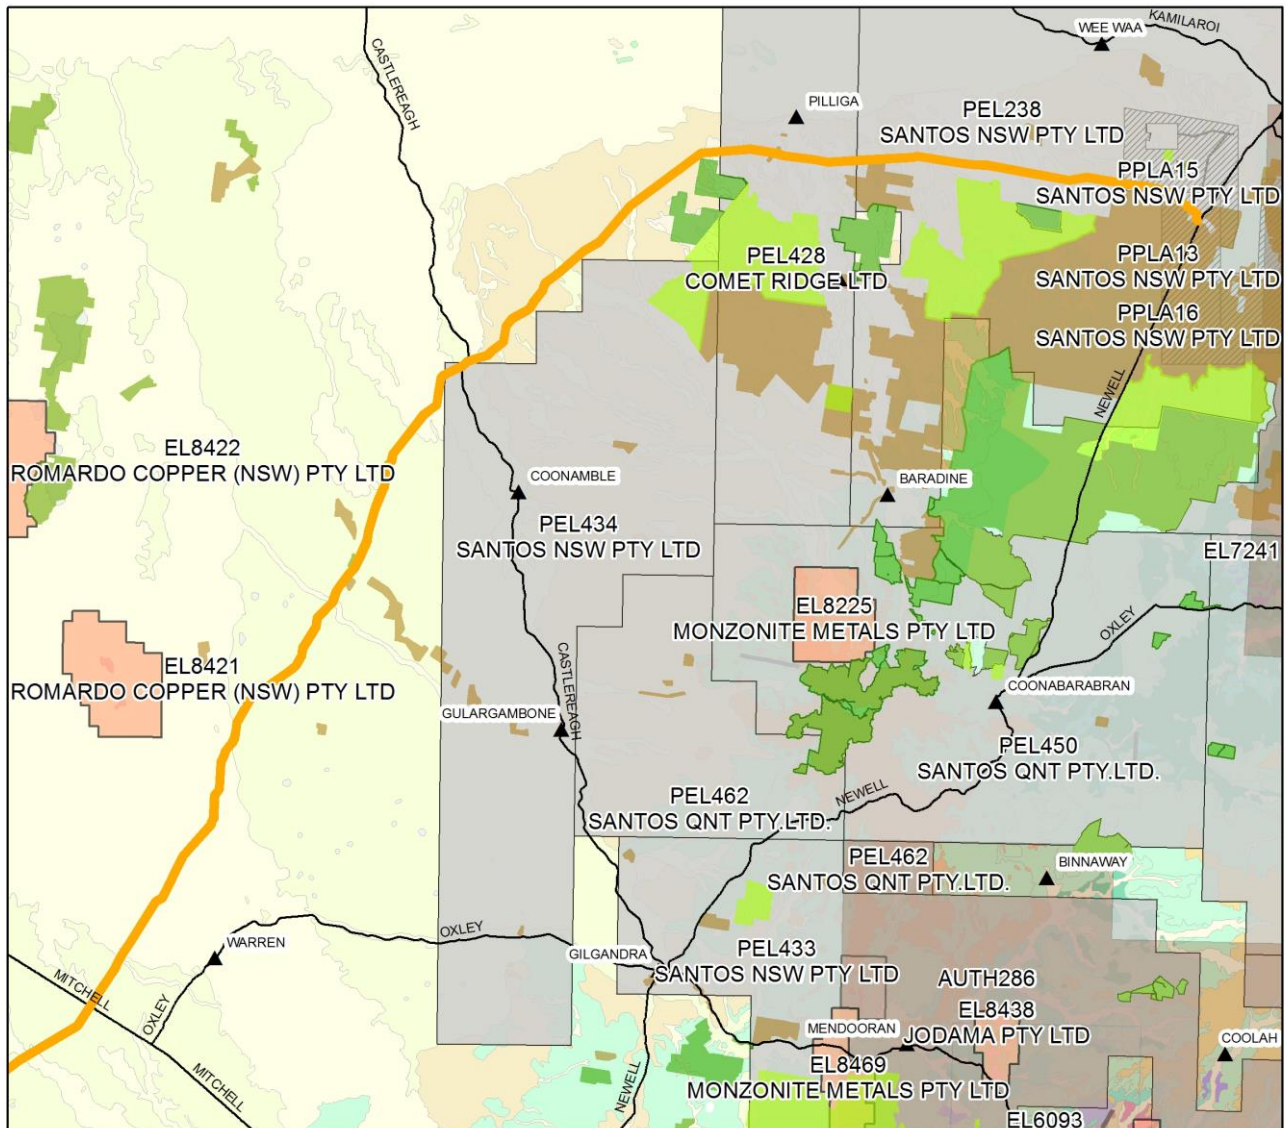 KAMILAROI
WEE WAA
CASTLEREAGH
PILLIGA
PEL238
SANTOS NSW PTY LTD
PPLA15
SANTOS NSW PTY LTD
PEL428
COMET RIDGE LTD
PPLA13
SANTOS NSW PTY LTD
PPLA16
SANTOS NSW PTY LTD
NEWELL
EL8422
ROMARDO COPPER (NSW) PTY LTD
COONAMBLE
BARADINE
PEL434
SANTOS NSW PTY LTD
EL7241
EL8225
MONZONITE METALS PTY LTD
OXLEY
EL8421
ROMARDO COPPER (NSW) PTY LTD
CASTLEREAGH
COONABARABRAN
GULARGAMBONE
PEL450
SANTOS QNT PTY.LTD.
NEWELL
PEL462
SANTOS QNT PTY.LTD.
PEL462
SANTOS QNT PTY.LTD.
BINNAWAY
OXLEY
WARREN
GILGANDRA
PEL433
SANTOS NSW PTY LTD
MITCHELL
OXLEY
AUTH286
EL8438
JODAMA PTY LTD
MENDOORAN
COOLAH
MITCHELL
NEWELL
EL8469
MONZONITE METALS PTY LTD
EL6093